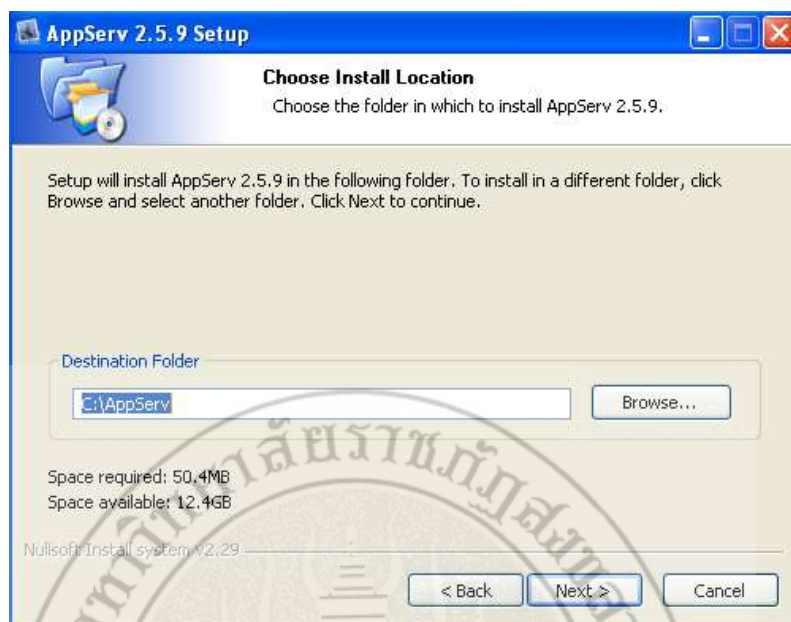 AppServ 2.5.9 Setup
Choose Install Location
Choose the folder in which to install AppServ 2.5.9.
Setup will install AppServ 2.5.9 in the following folder. To install in a different folder, click
Browse and select another folder. Click Next to continue.
Destination Folder
C:\AppServ
Browse...
Space required: 50.4MB
Space available: 12.4GB
Nullsoft Install system v2.29
< Back
Next >
Cancel